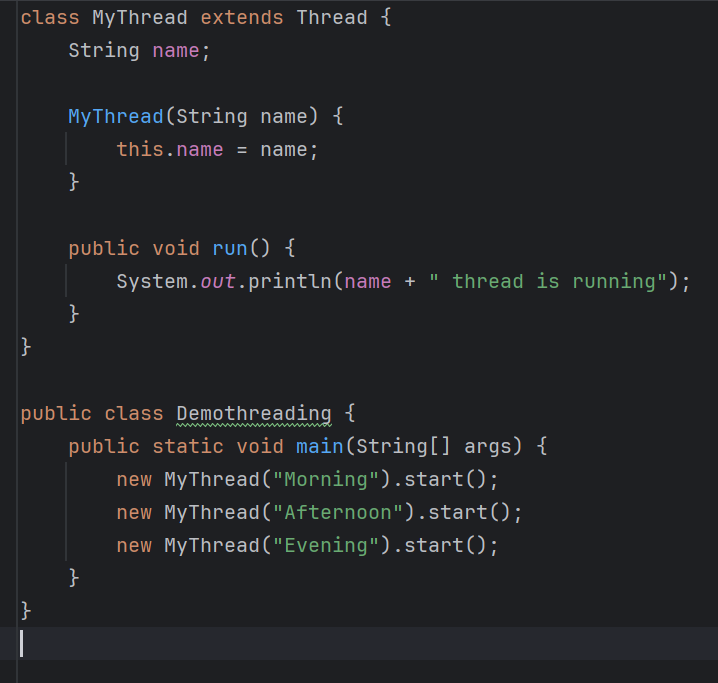 class MyThread extends Thread {
    String name;

    MyThread(String name) {
        this.name = name;
    }

    public void run() {
        System.out.println(name + " thread is running");
    }
}

public class Demothreading {
    public static void main(String[] args) {
        new MyThread("Morning").start();
        new MyThread("Afternoon").start();
        new MyThread("Evening").start();
    }
}